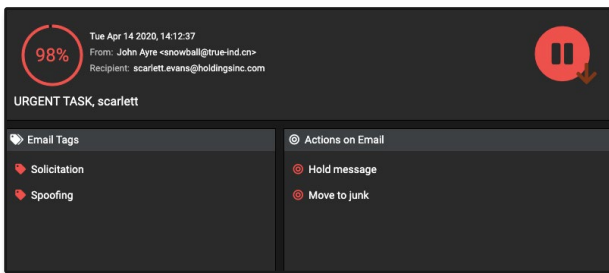 Tue Apr 14 2020, 14:12:37
98%
From: John Ayre <snowball@true-ind.cn>
Recipient: scarlett.evans@holdingsinc.com
URGENT TASK, scarlett
Email Tags
Solicitation
Spoofing
Actions on Email
Hold message
Move to junk